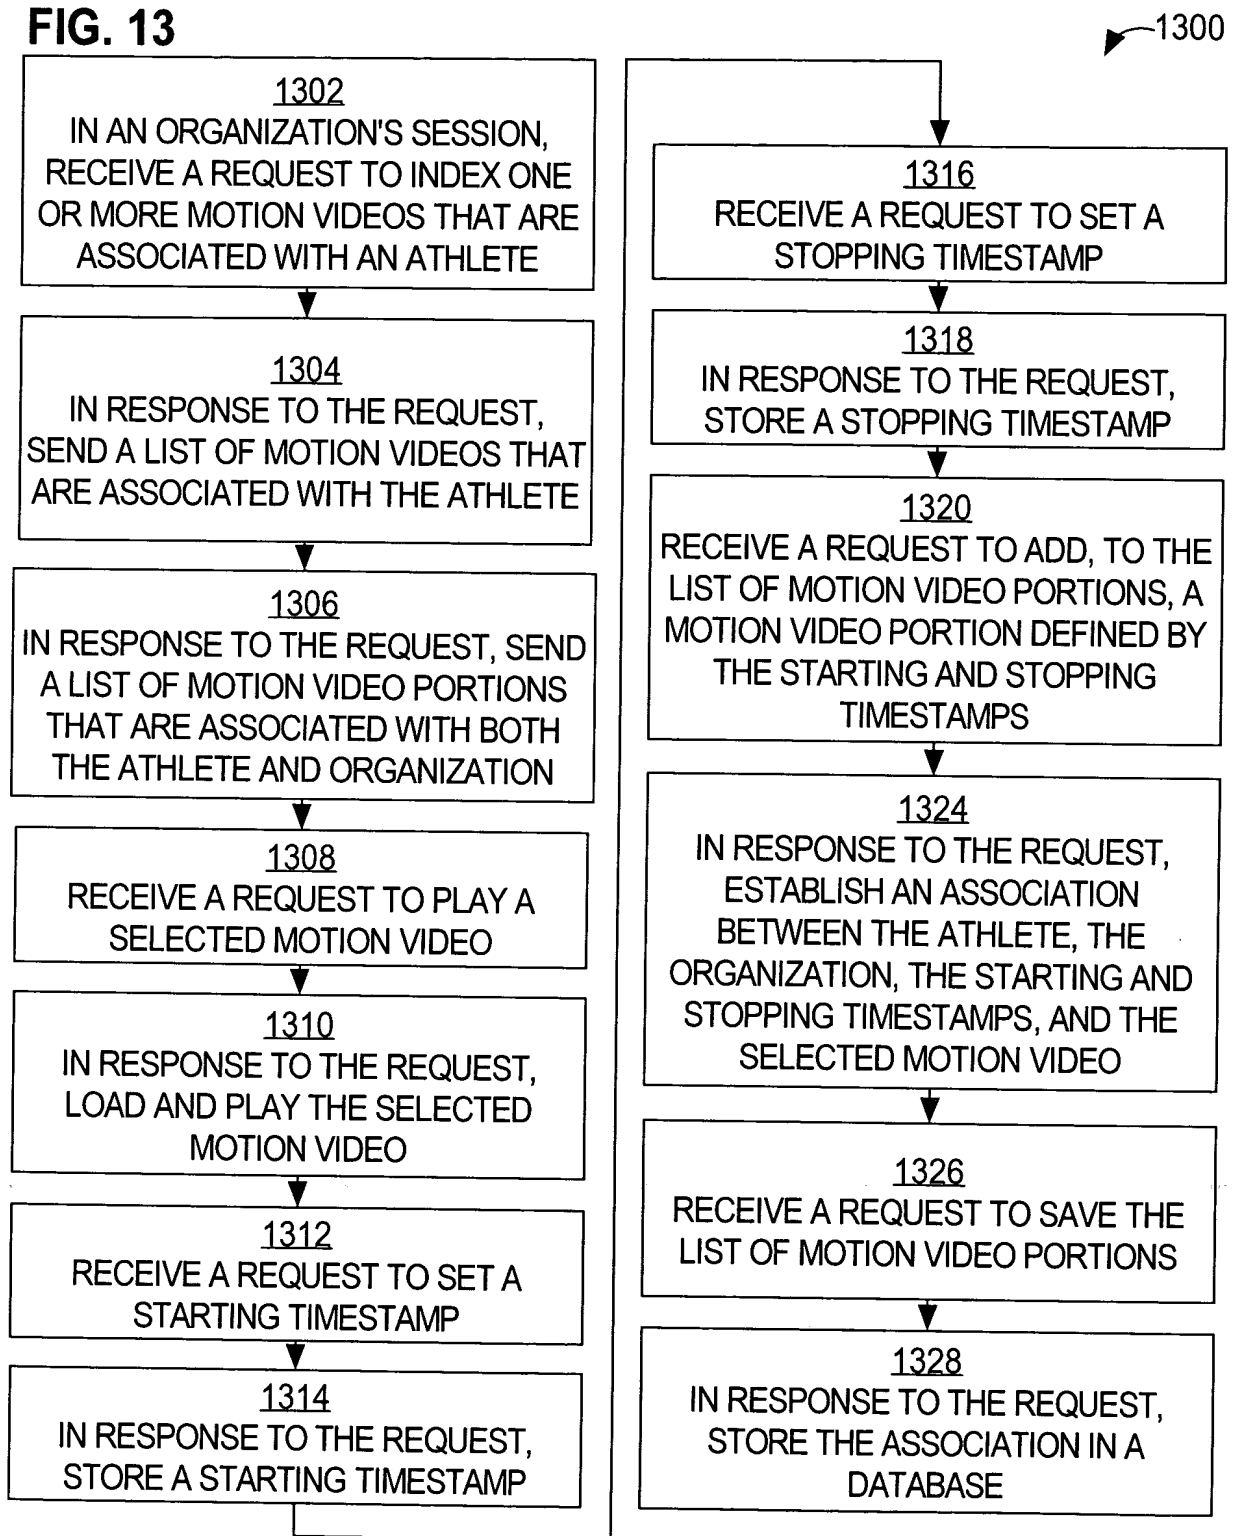 FIG. 13
1300
1302
IN AN ORGANIZATION'S SESSION,
RECEIVE A REQUEST TO INDEX ONE
OR MORE MOTION VIDEOS THAT ARE
ASSOCIATED WITH AN ATHLETE
1304
IN RESPONSE TO THE REQUEST,
SEND A LIST OF MOTION VIDEOS THAT
ARE ASSOCIATED WITH THE ATHLETE
1306
IN RESPONSE TO THE REQUEST, SEND
A LIST OF MOTION VIDEO PORTIONS
THAT ARE ASSOCIATED WITH BOTH
THE ATHLETE AND ORGANIZATION
1308
RECEIVE A REQUEST TO PLAY A
SELECTED MOTION VIDEO
1310
IN RESPONSE TO THE REQUEST,
LOAD AND PLAY THE SELECTED
MOTION VIDEO
1312
RECEIVE A REQUEST TO SET A
STARTING TIMESTAMP
1314
IN RESPONSE TO THE REQUEST,
STORE A STARTING TIMESTAMP
1316
RECEIVE A REQUEST TO SET A
STOPPING TIMESTAMP
1318
IN RESPONSE TO THE REQUEST,
STORE A STOPPING TIMESTAMP
1320
RECEIVE A REQUEST TO ADD, TO THE
LIST OF MOTION VIDEO PORTIONS, A
MOTION VIDEO PORTION DEFINED BY
THE STARTING AND STOPPING
TIMESTAMPS
1324
IN RESPONSE TO THE REQUEST,
ESTABLISH AN ASSOCIATION
BETWEEN THE ATHLETE, THE
ORGANIZATION, THE STARTING AND
STOPPING TIMESTAMPS, AND THE
SELECTED MOTION VIDEO
1326
RECEIVE A REQUEST TO SAVE THE
LIST OF MOTION VIDEO PORTIONS
1328
IN RESPONSE TO THE REQUEST,
STORE THE ASSOCIATION IN A
DATABASE